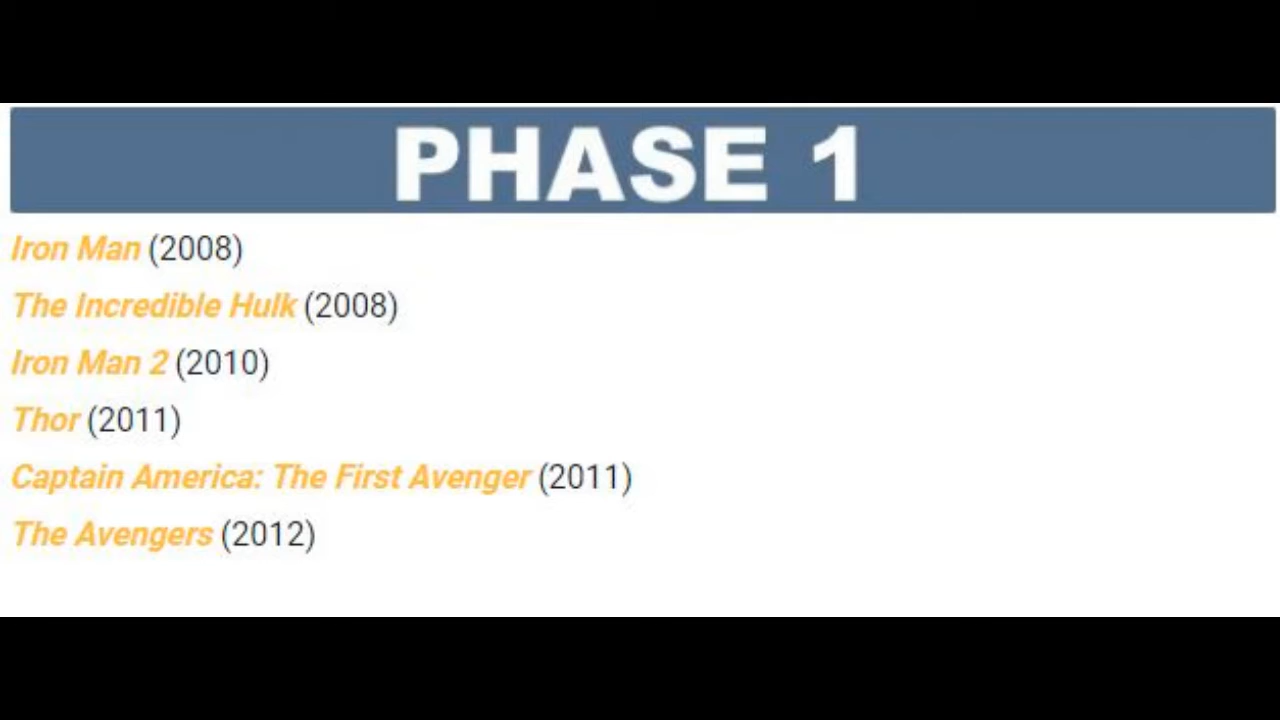 PHASE 1
Iron Man (2008)
The Incredible Hulk (2008)
Iron Man 2 (2010)
Thor (2011)
Captain America: The First Avenger (2011)
The Avengers (2012)